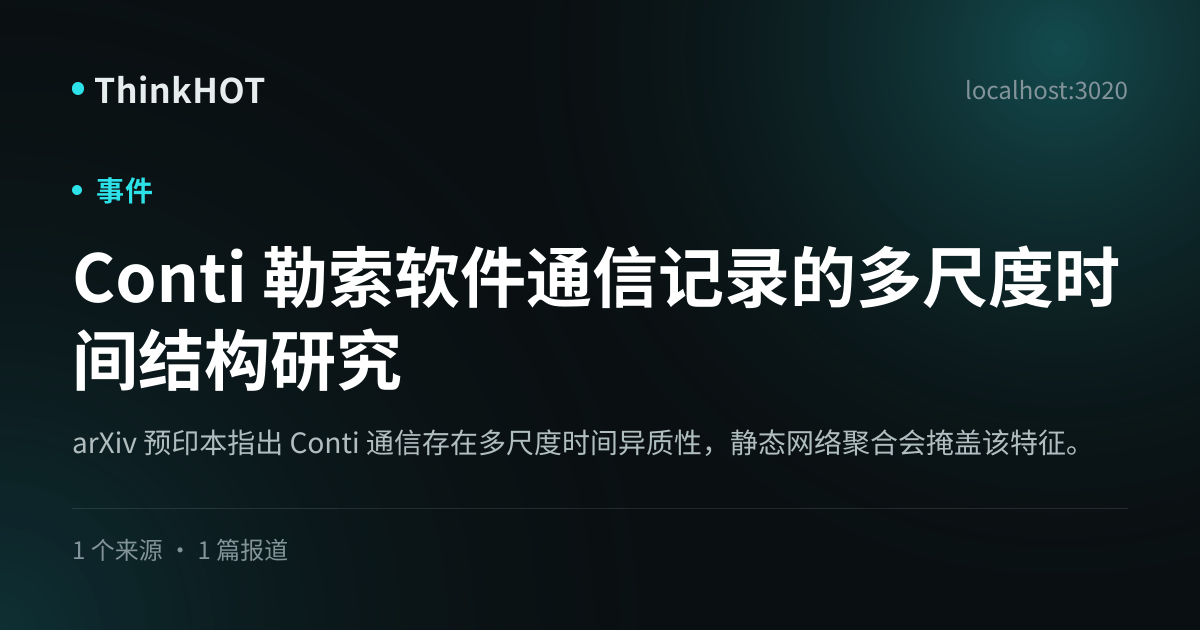 ThinkHOT
localhost:3020
事件
Conti 勒索软件通信记录的多尺度时
间结构研究
arXiv 预印本指出 Conti 通信存在多尺度时间异质性，静态网络聚合会掩盖该特征。
1 个来源 · 1 篇报道